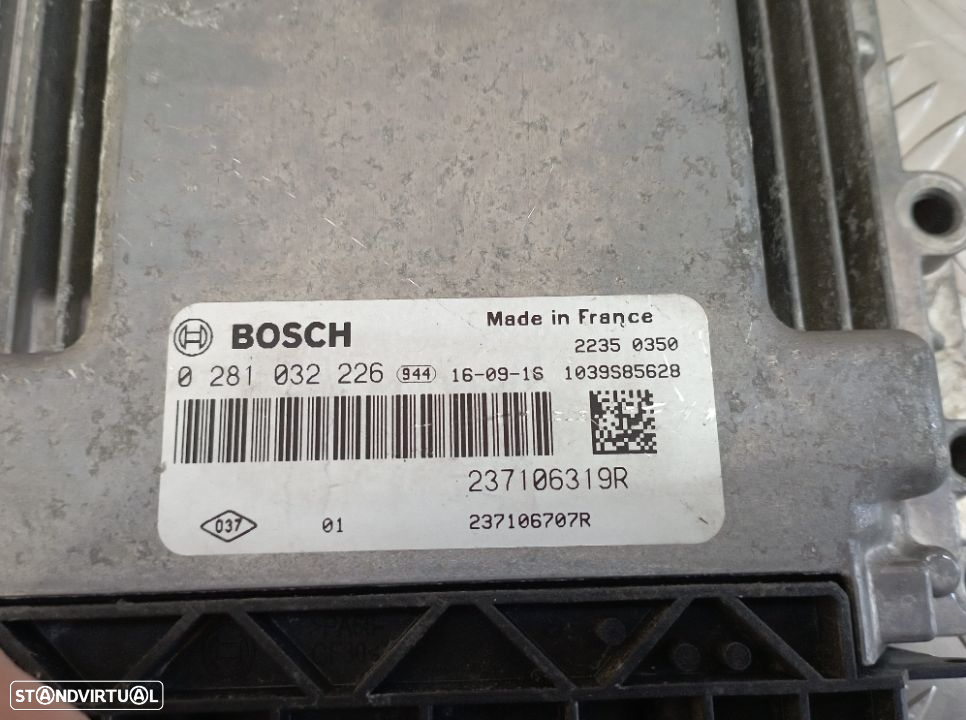 BOSCH
Made in France
2235 0350
0 281 032 226 944 16-09-1S 1039S85628
237106319R
037 01 237106707R
STANDVIRTUAL